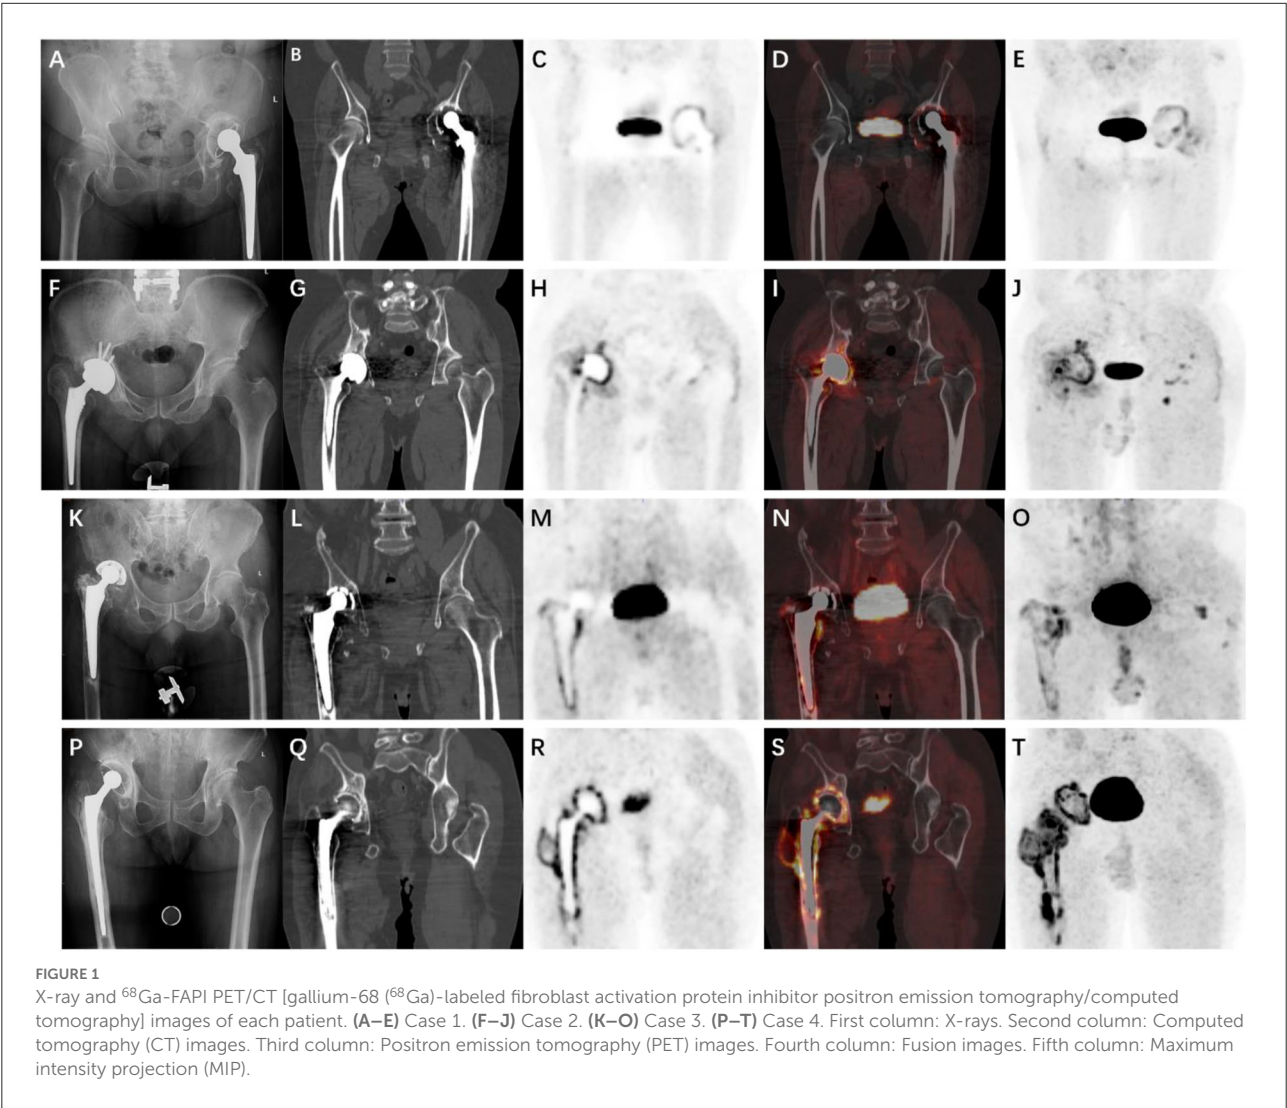 A B C D E
L
F G H I J
L
K L M N O
L
P Q R S T
L
FIGURE 1
X-ray and ⁶⁸Ga-FAPI PET/CT [gallium-68 (⁶⁸Ga)-labeled fibroblast activation protein inhibitor positron emission tomography/computed
tomography] images of each patient. (A–E) Case 1. (F–J) Case 2. (K–O) Case 3. (P–T) Case 4. First column: X-rays. Second column: Computed
tomography (CT) images. Third column: Positron emission tomography (PET) images. Fourth column: Fusion images. Fifth column: Maximum
intensity projection (MIP).